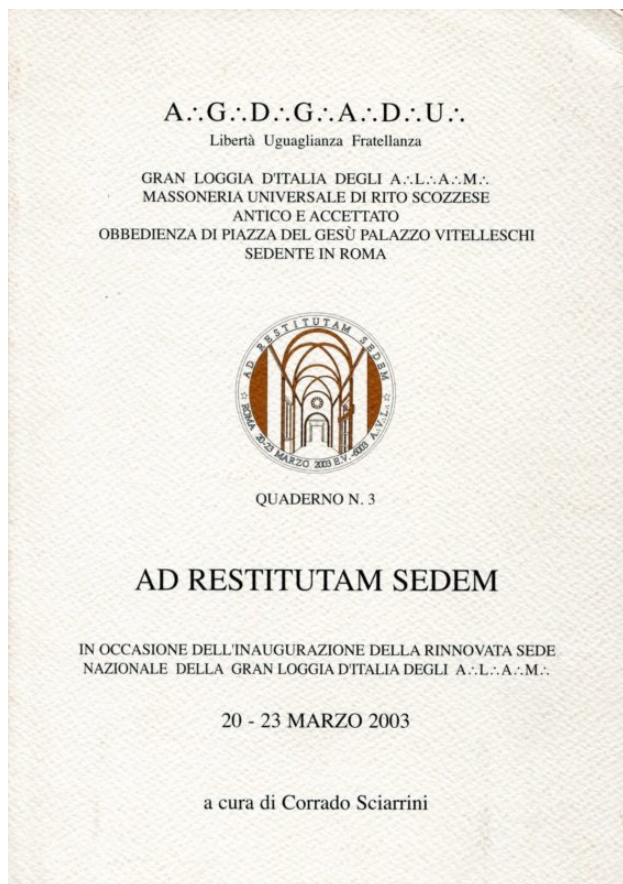 A∴G∴D∴G∴A∴D∴U∴
Libertà Uguaglianza Fratellanza
GRAN LOGGIA D'ITALIA DEGLI A∴L∴A∴M∴
MASSONERIA UNIVERSALE DI RITO SCOZZESE
ANTICO E ACCETTATO
OBBEDIENZA DI PIAZZA DEL GESÙ PALAZZO VITELLESCHI
SEDENTE IN ROMA
AD RESTITUTAM SEDEM
ROMA 20-23 MARZO 2003 E.V. -6003 A.V.L.
QUADERNO N. 3
AD RESTITUTAM SEDEM
IN OCCASIONE DELL'INAUGURAZIONE DELLA RINNOVATA SEDE
NAZIONALE DELLA GRAN LOGGIA D'ITALIA DEGLI A∴L∴A∴M∴
20 - 23 MARZO 2003
a cura di Corrado Sciarrini